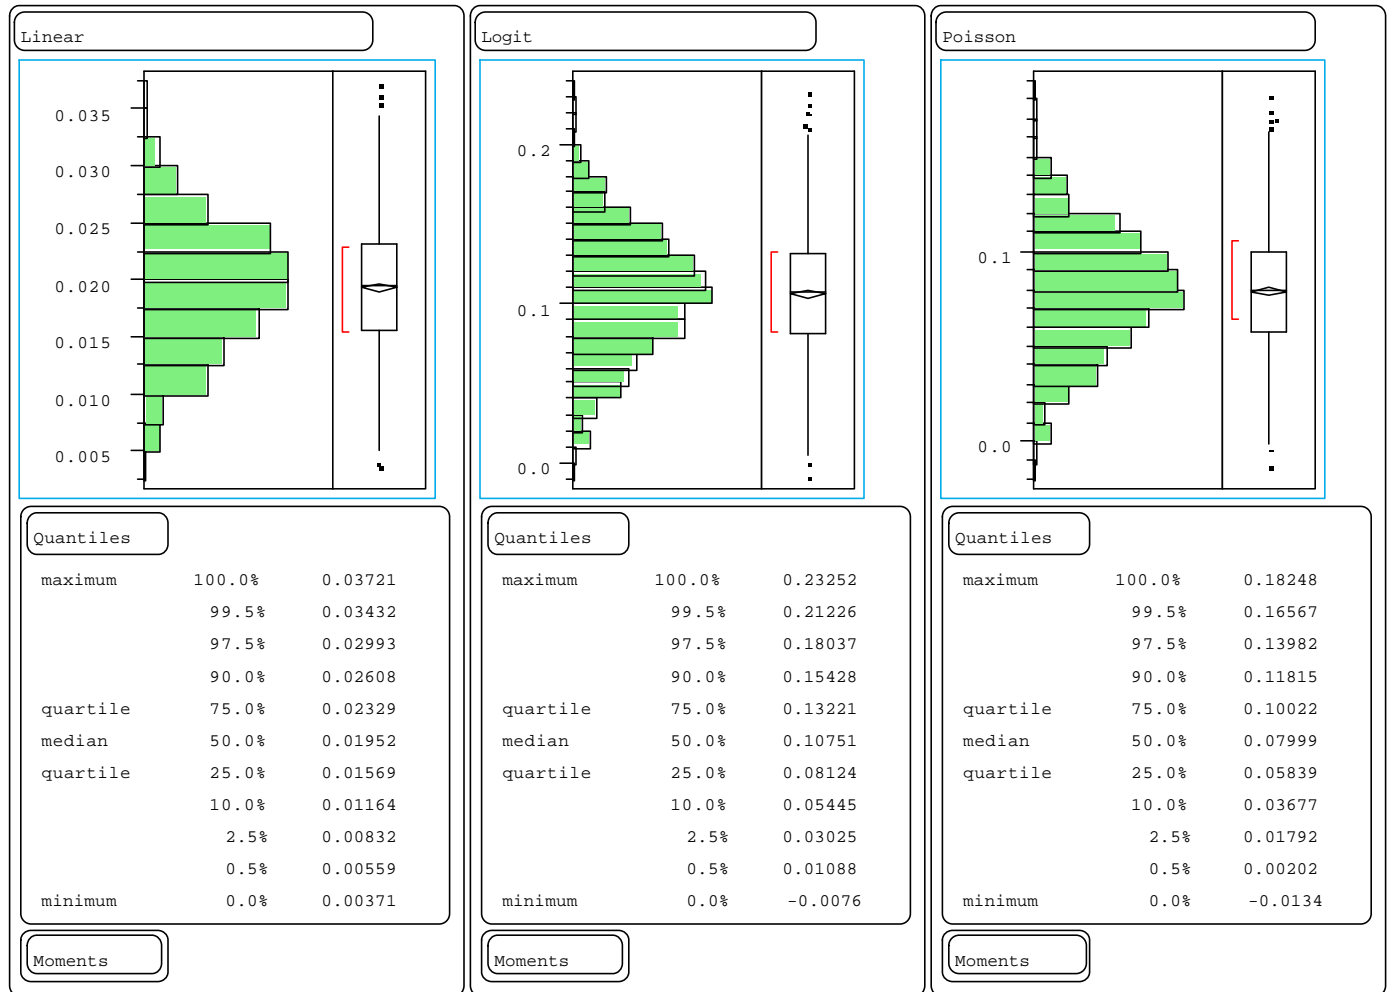 Linear
0.035
0.030
0.025
0.020
0.015
0.010
0.005
Quantiles
maximum 100.0% 0.03721
99.5% 0.03432
97.5% 0.02993
90.0% 0.02608
quartile 75.0% 0.02329
median 50.0% 0.01952
quartile 25.0% 0.01569
10.0% 0.01164
2.5% 0.00832
0.5% 0.00559
minimum 0.0% 0.00371
Moments
Logit
0.2
0.1
0.0
Quantiles
maximum 100.0% 0.23252
99.5% 0.21226
97.5% 0.18037
90.0% 0.15428
quartile 75.0% 0.13221
median 50.0% 0.10751
quartile 25.0% 0.08124
10.0% 0.05445
2.5% 0.03025
0.5% 0.01088
minimum 0.0% -0.0076
Moments
Poisson
0.1
0.0
Quantiles
maximum 100.0% 0.18248
99.5% 0.16567
97.5% 0.13982
90.0% 0.11815
quartile 75.0% 0.10022
median 50.0% 0.07999
quartile 25.0% 0.05839
10.0% 0.03677
2.5% 0.01792
0.5% 0.00202
minimum 0.0% -0.0134
Moments